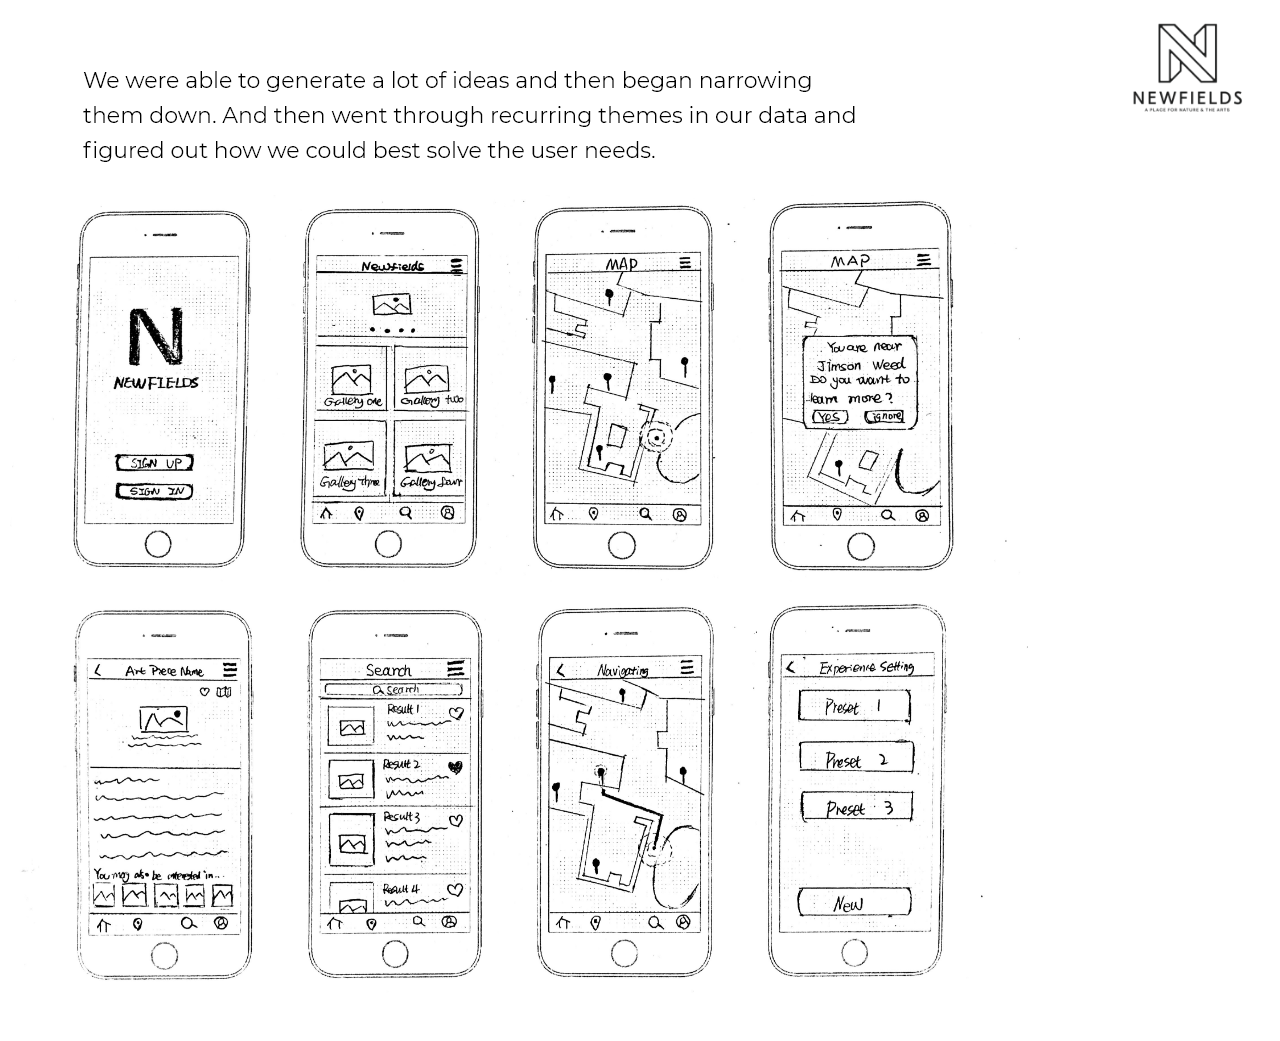 We were able to generate a lot of ideas and then began narrowing
them down. And then went through recurring themes in our data and
figured out how we could best solve the user needs.
NEWFIELDS
A PLACE FOR NATURE & THE ARTS
N
NEWFIELDS
SIGN UP
SIGN IN
Newfields
Gallery one
Gallery two
Gallery three
Gallery four
MAP
MAP
You are near
Jimson Weed
Do you want to
learn more?
YES
ignore
Art Piece Name
You may also be interested in...
Search
Search
Result 1
Result 2
Result 3
Result 4
Navigating
Experience Setting
Preset 1
Preset 2
Preset 3
New